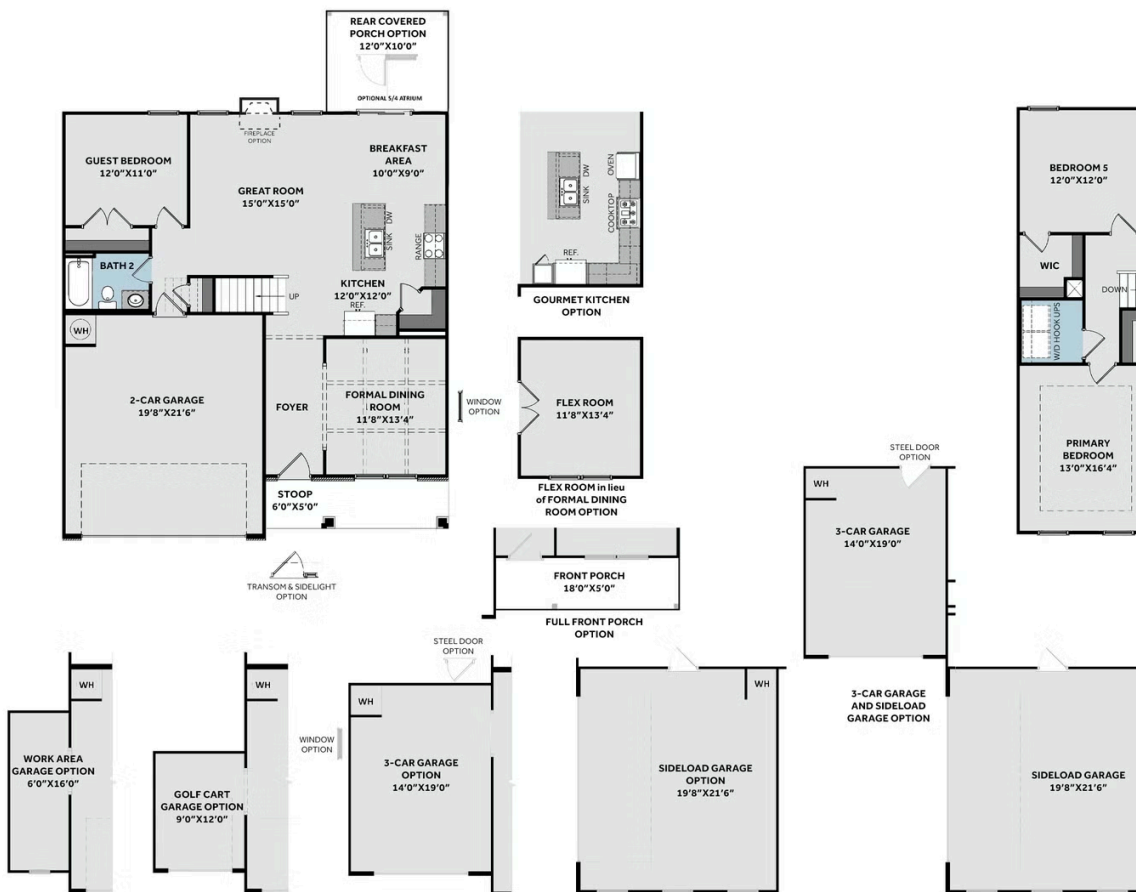 REAR COVERED
PORCH OPTION
12'0"X10'0"
OPTIONAL 5/4 ATRIUM
FIREPLACE
OPTION
GUEST BEDROOM
12'0"X11'0"
GREAT ROOM
15'0"X15'0"
BREAKFAST
AREA
10'0"X9'0"
BATH 2
SINK
DW
RANGE
KITCHEN
12'0"X12'0"
REF.
UP
WH
2-CAR GARAGE
19'8"X21'6"
FOYER
FORMAL DINING
ROOM
11'8"X13'4"
STOOP
6'0"X5'0"
WINDOW
OPTION
TRANSOM & SIDELIGHT
OPTION
SINK
DW
OVEN
COOKTOP
REF.
GOURMET KITCHEN
OPTION
FLEX ROOM
11'8"X13'4"
FLEX ROOM in lieu
of FORMAL DINING
ROOM OPTION
FRONT PORCH
18'0"X5'0"
FULL FRONT PORCH
OPTION
BEDROOM 5
12'0"X12'0"
WIC
DOWN
W/D HOOK UPS
PRIMARY
BEDROOM
13'0"X16'4"
STEEL DOOR
OPTION
WH
3-CAR GARAGE
14'0"X19'0"
3-CAR GARAGE
AND SIDELOAD
GARAGE OPTION
WH
WORK AREA
GARAGE OPTION
6'0"X16'0"
WH
GOLF CART
GARAGE OPTION
9'0"X12'0"
STEEL DOOR
OPTION
WH
WINDOW
OPTION
3-CAR GARAGE
OPTION
14'0"X19'0"
WH
SIDELOAD GARAGE
OPTION
19'8"X21'6"
SIDELOAD GARAGE
19'8"X21'6"